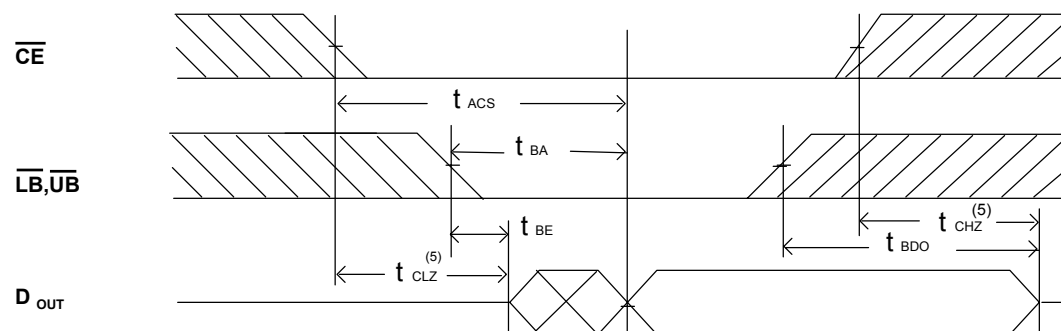 CE
t ACS
t BA
LB,UB
t BE
t CHZ (5)
t BDO
t CLZ (5)
D OUT